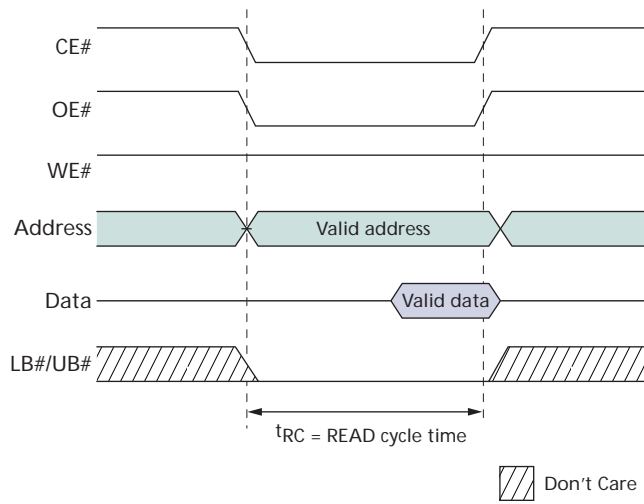 CE#
OE#
WE#
Address
Valid address
Data
Valid data
LB#/UB#
tRC = READ cycle time
Don't Care